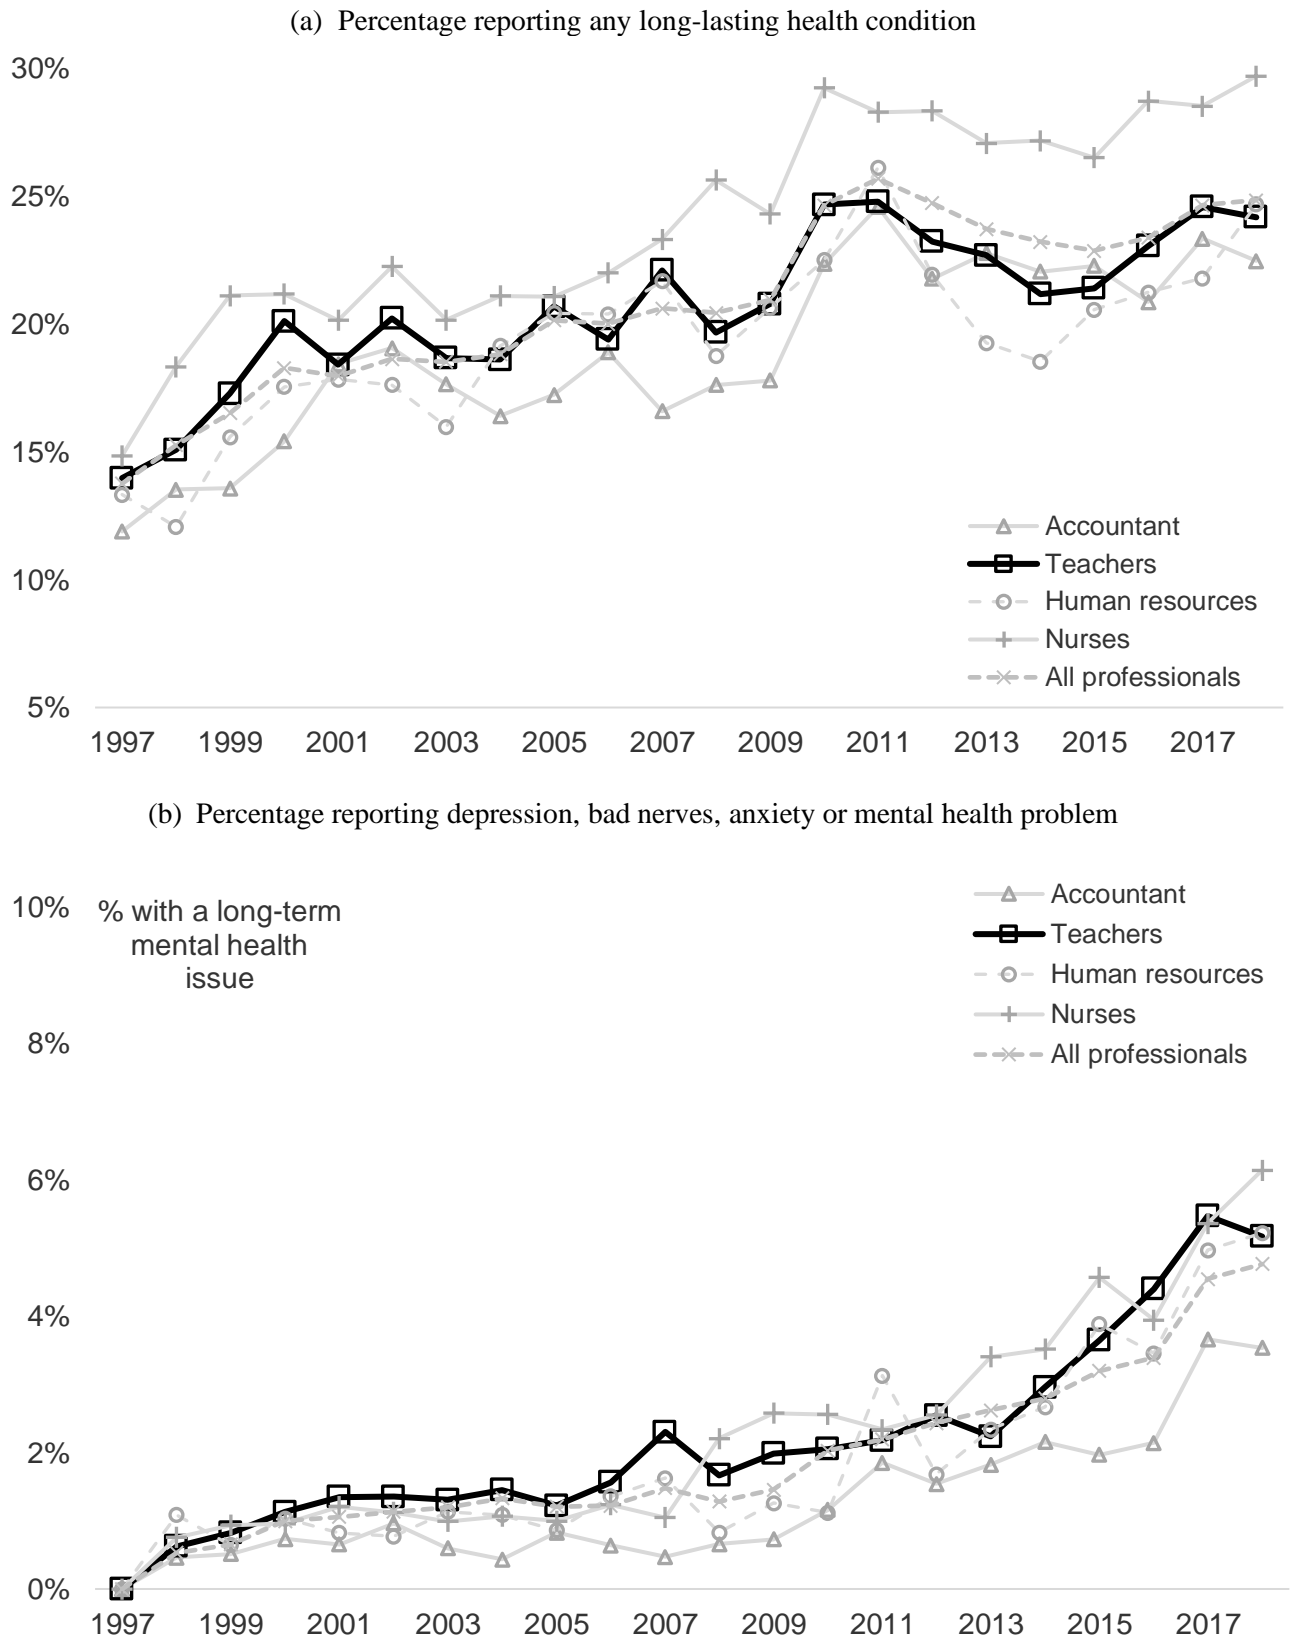 (a) Percentage reporting any long-lasting health condition
30%
25%
20%
15%
10%
5%
Accountant
Teachers
Human resources
Nurses
All professionals
1997 1999 2001 2003 2005 2007 2009 2011 2013 2015 2017
(b) Percentage reporting depression, bad nerves, anxiety or mental health problem
% with a long-term
mental health
issue
10%
8%
6%
4%
2%
0%
Accountant
Teachers
Human resources
Nurses
All professionals
1997 1999 2001 2003 2005 2007 2009 2011 2013 2015 2017